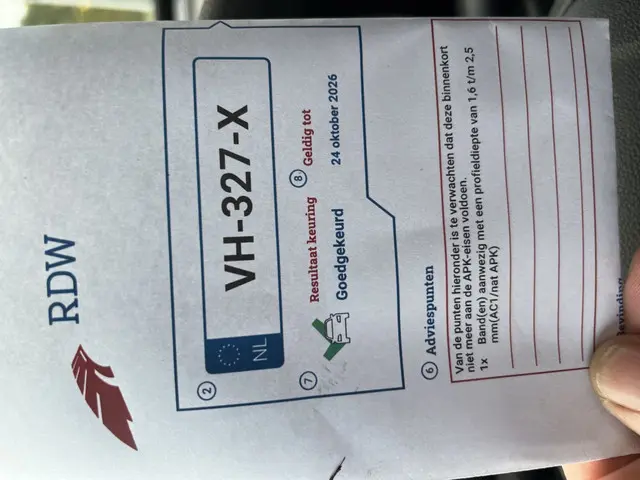 RDW
2
NL
VH-327-X
7
Resultaat keuring
Goedgekeurd
8
Geldig tot
24 oktober 2026
6 Adviespunten
Van de punten hieronder is te verwachten dat deze binnenkort
niet meer aan de APK-eisen voldoen.
1x Band(en) aanwezig met een profieldiepte van 1,6 t/m 2,5
mm(AC1/nat APK)